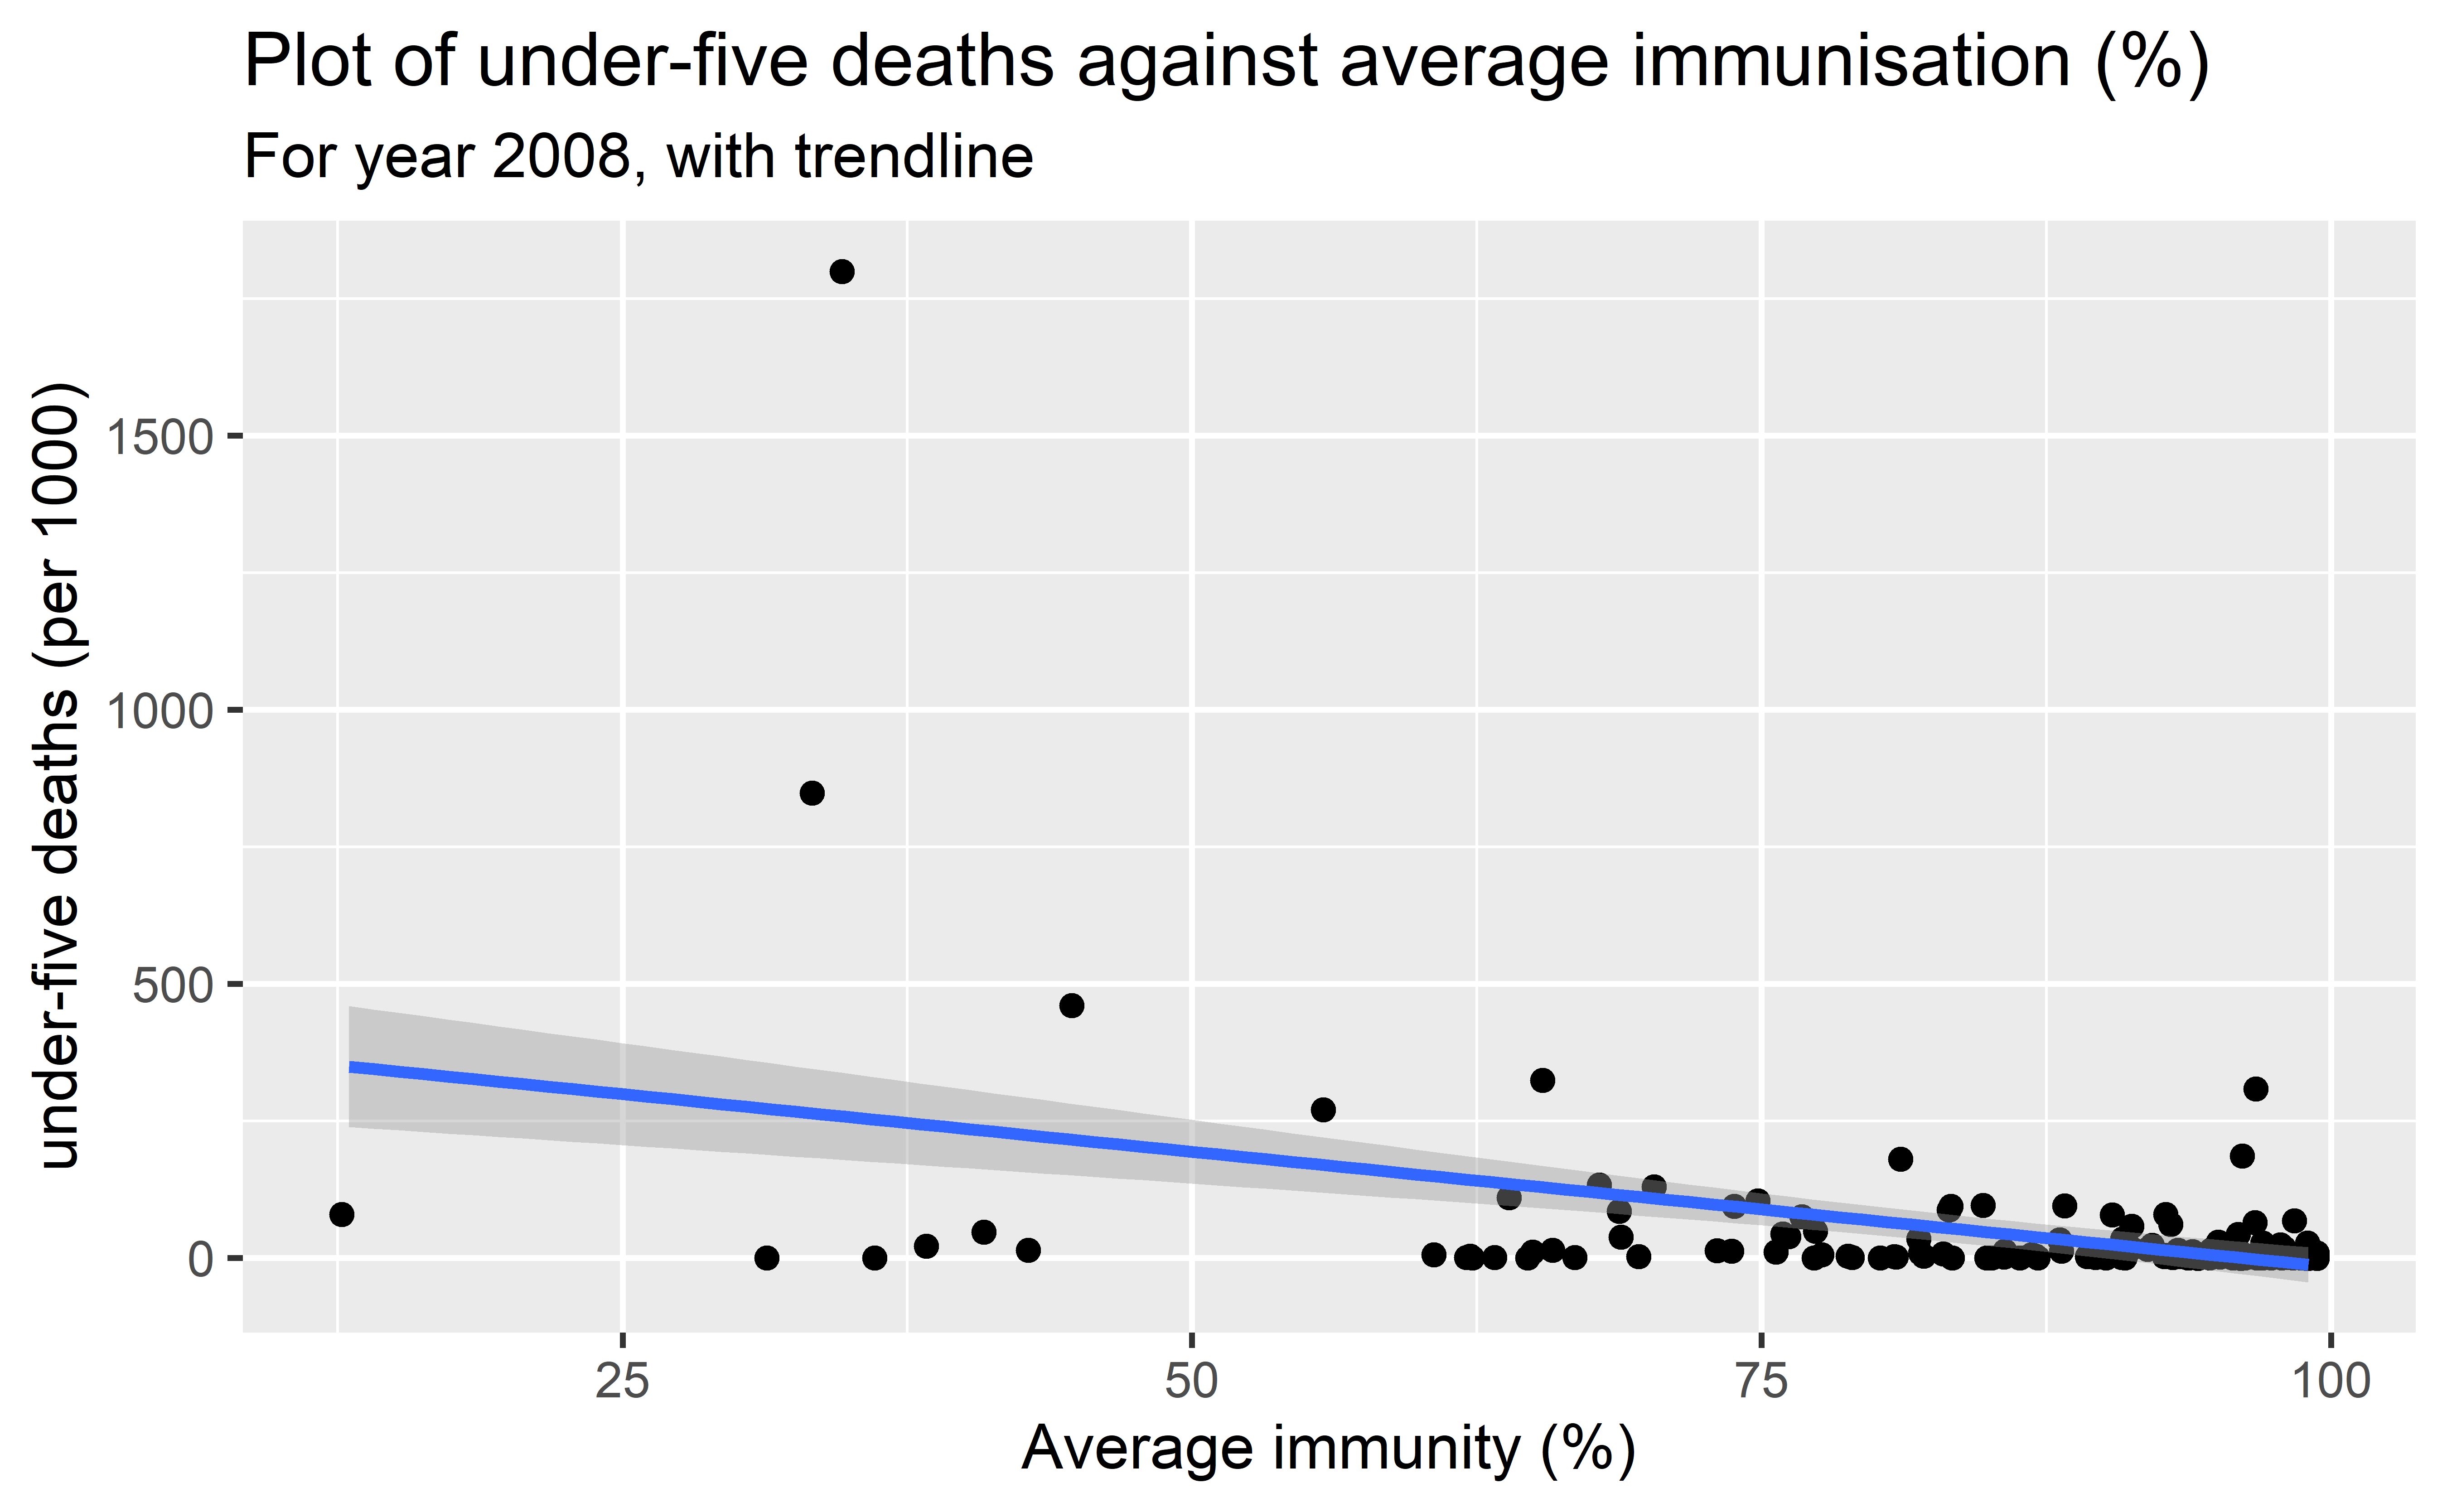 Plot of under-five deaths against average immunisation (%)
For year 2008, with trendline
under-five deaths (per 1000)
1500
1000
500
0
25 50 75 100
Average immunity (%)